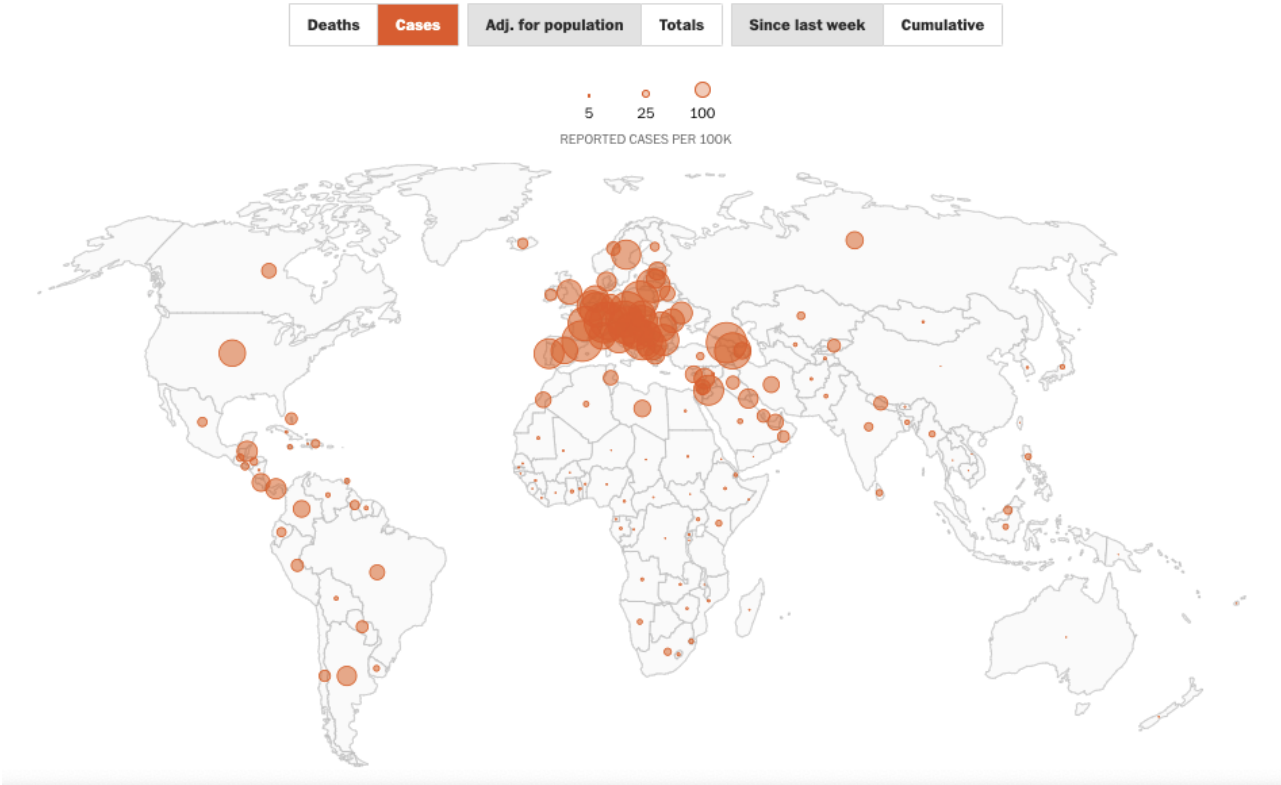 Deaths Cases Adj. for population Totals Since last week Cumulative
5 25 100
REPORTED CASES PER 100K